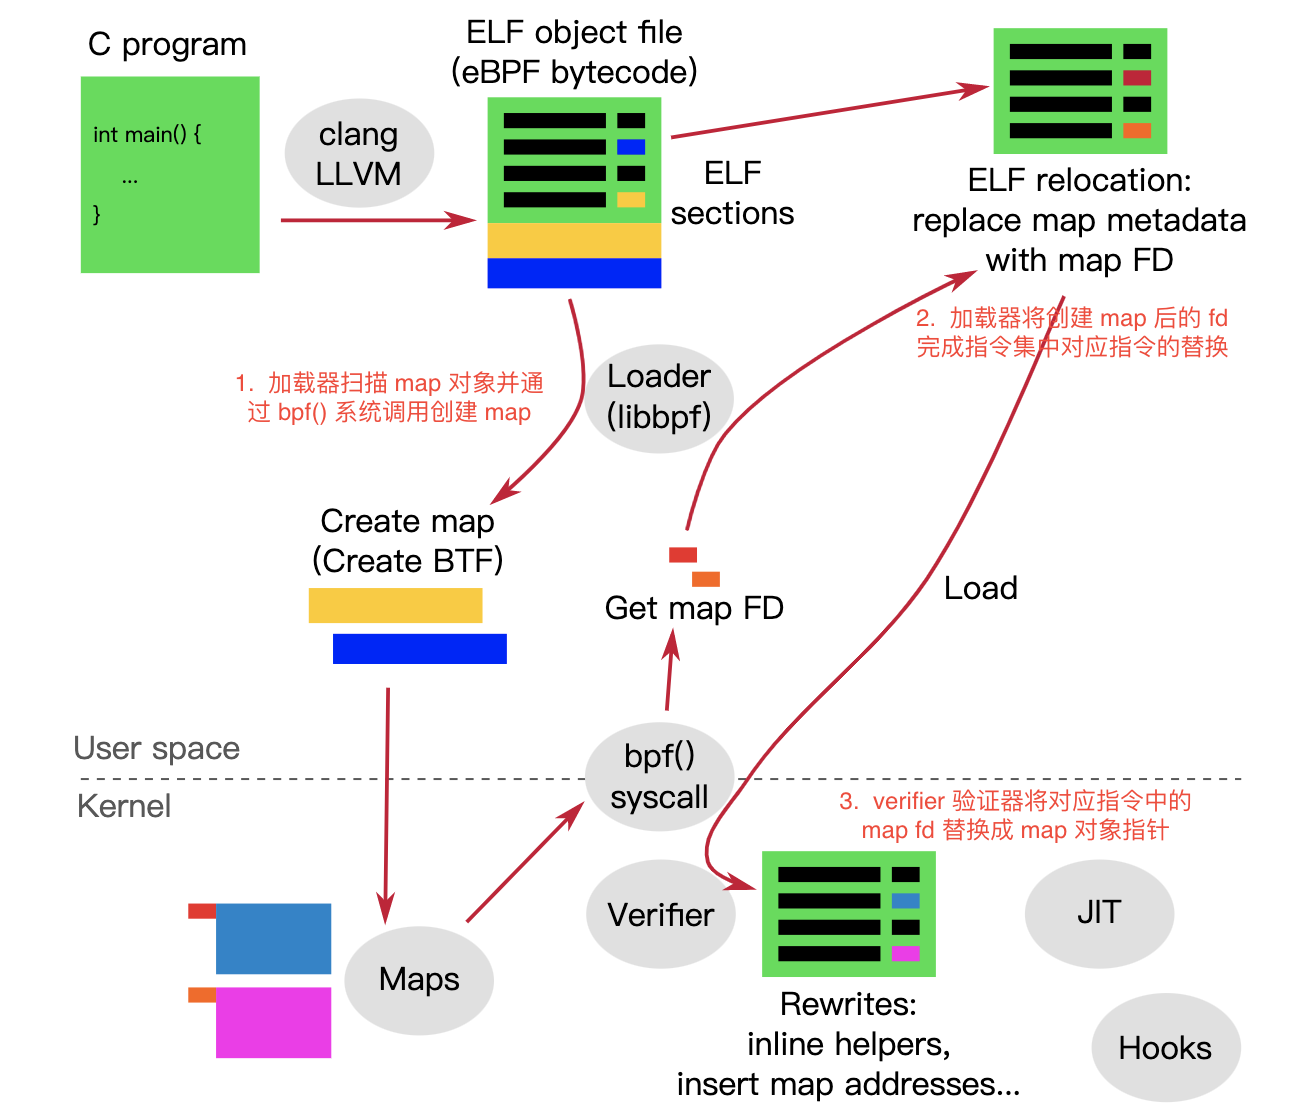 C program
int main() {
...
}
clang
LLVM
ELF object file
(eBPF bytecode)
ELF
sections
ELF relocation:
replace map metadata
with map FD
1. 加载器扫描 map 对象并通
过 bpf() 系统调用创建 map
Loader
(libbpf)
2. 加载器将创建 map 后的 fd
完成指令集中对应指令的替换
Create map
(Create BTF)
Get map FD
Load
User space
Kernel
bpf()
syscall
3. verifier 验证器将对应指令中的
map fd 替换成 map 对象指针
Maps
Verifier
Rewrites:
inline helpers,
insert map addresses...
JIT
Hooks